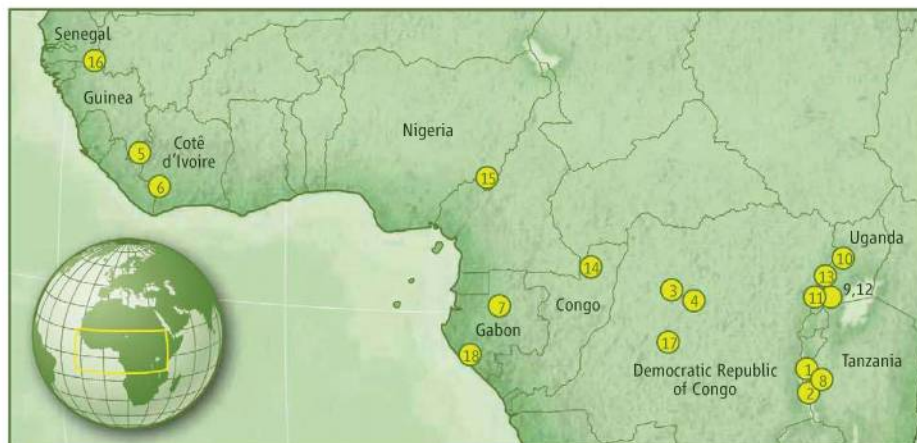 Senegal
16
Guinea
5
Cotê
d'Ivoire
6
Nigeria
15
Uganda
10
13
9,12
11
14
3
4
Congo
7
Gabon
18
17
Democratic Republic
of Congo
1
8
2
Tanzania